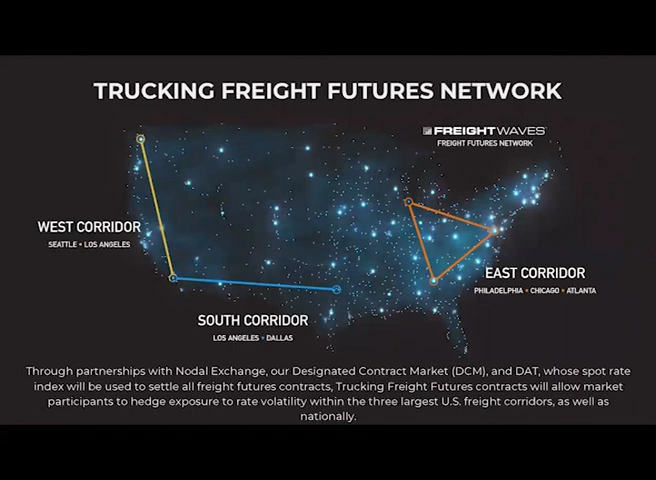 TRUCKING FREIGHT FUTURES NETWORK
FREIGHTWAVES
FREIGHT FUTURES NETWORK
WEST CORRIDOR
SEATTLE • LOS ANGELES
EAST CORRIDOR
PHILADELPHIA • CHICAGO • ATLANTA
SOUTH CORRIDOR
LOS ANGELES • DALLAS
Through partnerships with Nodal Exchange, our Designated Contract Market (DCM), and DAT, whose spot rate
index will be used to settle all freight futures contracts, Trucking Freight Futures contracts will allow market
participants to hedge exposure to rate volatility within the three largest U.S. freight corridors, as well as
nationally.